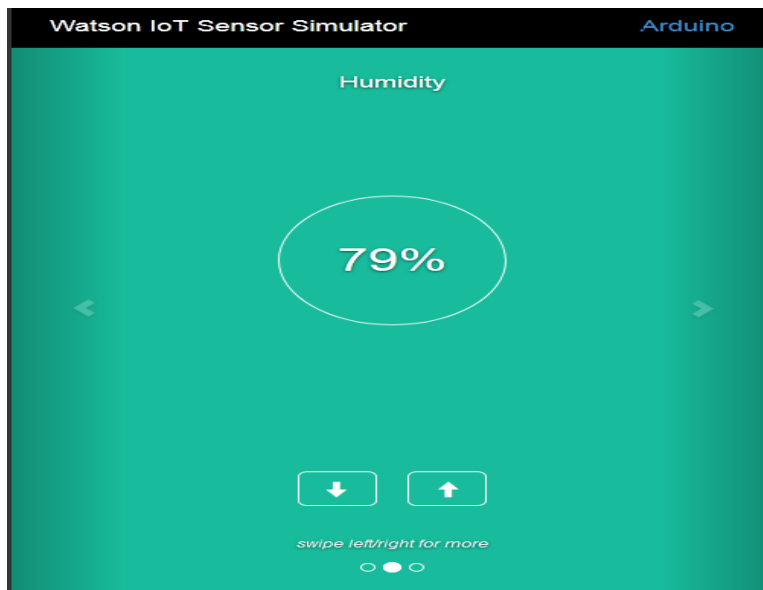 Watson IoT Sensor Simulator Arduino
Humidity
79%
swipe left/right for more